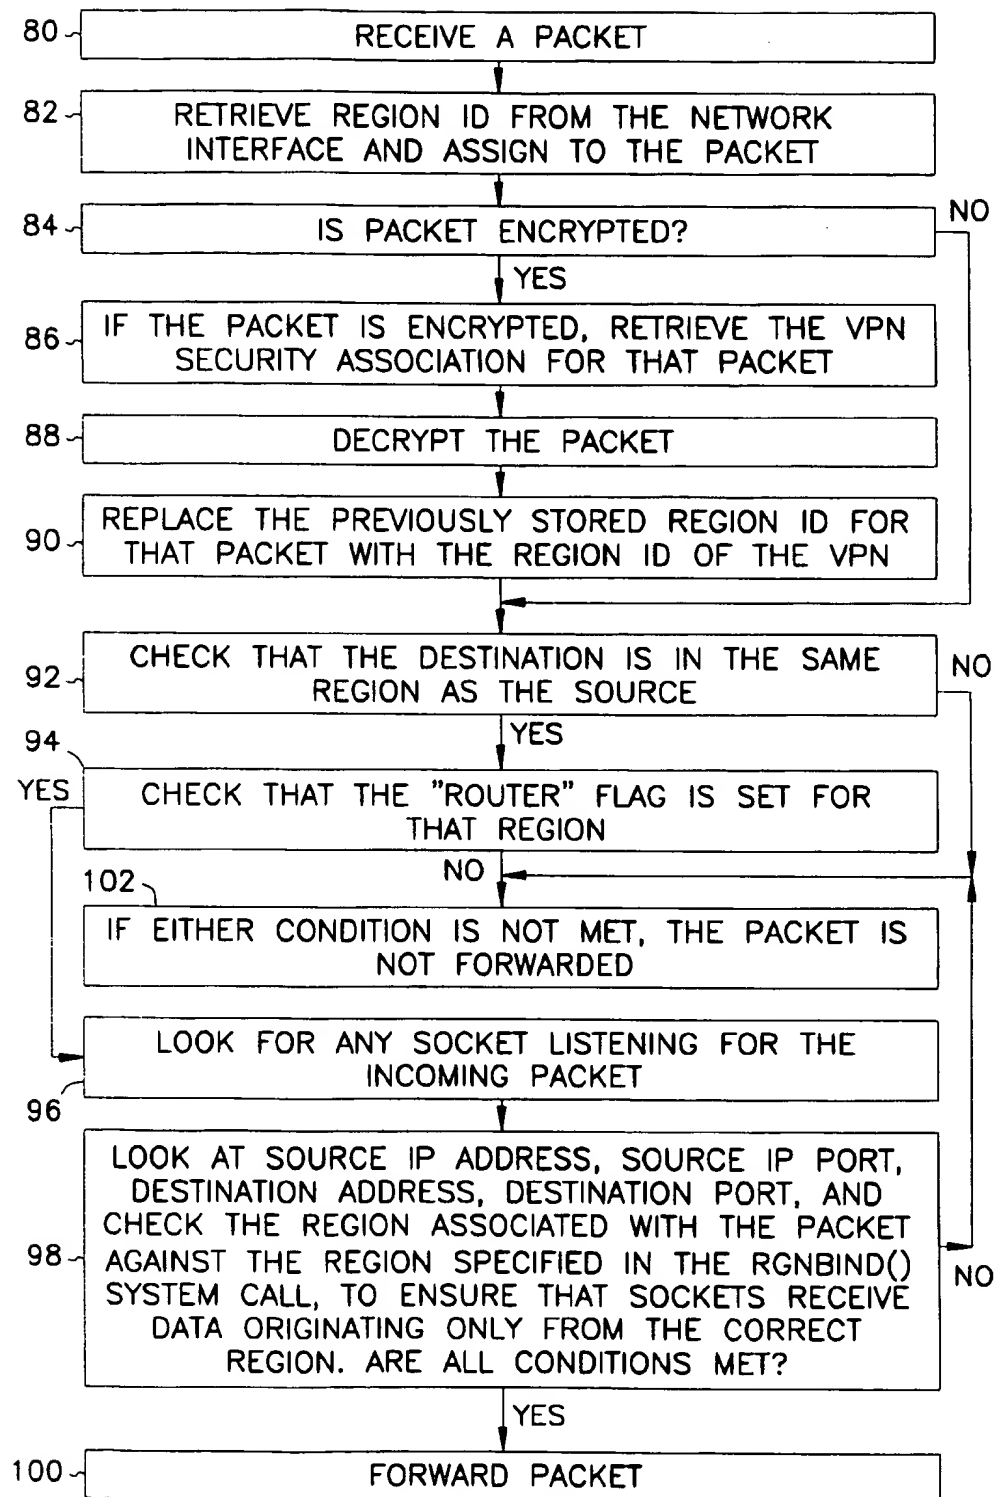 80
RECEIVE A PACKET
82
RETRIEVE REGION ID FROM THE NETWORK
INTERFACE AND ASSIGN TO THE PACKET
84
IS PACKET ENCRYPTED?
NO
YES
86
IF THE PACKET IS ENCRYPTED, RETRIEVE THE VPN
SECURITY ASSOCIATION FOR THAT PACKET
88
DECRYPT THE PACKET
90
REPLACE THE PREVIOUSLY STORED REGION ID FOR
THAT PACKET WITH THE REGION ID OF THE VPN
92
CHECK THAT THE DESTINATION IS IN THE SAME
REGION AS THE SOURCE
NO
YES
94
YES
CHECK THAT THE "ROUTER" FLAG IS SET FOR
THAT REGION
NO
102
IF EITHER CONDITION IS NOT MET, THE PACKET IS
NOT FORWARDED
LOOK FOR ANY SOCKET LISTENING FOR THE
INCOMING PACKET
96
LOOK AT SOURCE IP ADDRESS, SOURCE IP PORT,
DESTINATION ADDRESS, DESTINATION PORT, AND
CHECK THE REGION ASSOCIATED WITH THE PACKET
98
AGAINST THE REGION SPECIFIED IN THE RGNBIND()
SYSTEM CALL, TO ENSURE THAT SOCKETS RECEIVE
DATA ORIGINATING ONLY FROM THE CORRECT
REGION. ARE ALL CONDITIONS MET?
NO
YES
100
FORWARD PACKET